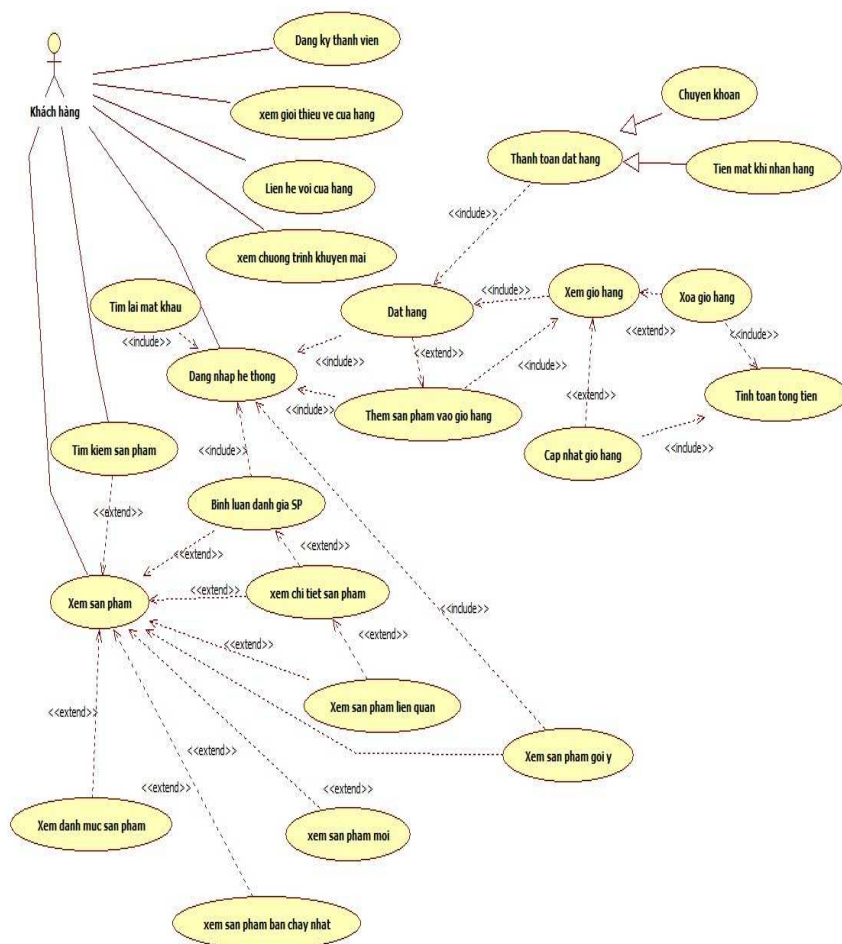 Dang ky thanh vien
Khách hàng
Chuyen khoan
xem gioi thieu ve cua hang
Thanh toan dat hang
Tien mat khi nhan hang
Lien he voi cua hang
<<include>>
xem chuong trinh khuyen mai
Tim lai mat khau
Dat hang
<<include>>
Xem gio hang
<<extend>>
Xoa gio hang
<<include>>
<<include>>
<<include>>
<<extend>>
<<include>>
Dang nhap he thong
<<include>>
Them san pham vao gio hang
<<extend>>
Tinh toan tong tien
Tim kiem san pham
<<include>>
Cap nhat gio hang
<<include>>
<<extend>>
Binh luan danh gia SP
<<extend>>
<<extend>>
Xem san pham
<<extend>>
xem chi tiet san pham
<<include>>
<<extend>>
<<extend>>
Xem san pham lien quan
<<extend>>
<<extend>>
Xem san pham goi y
<<extend>>
<<extend>>
Xem danh muc san pham
xem san pham moi
xem san pham ban chay nhat